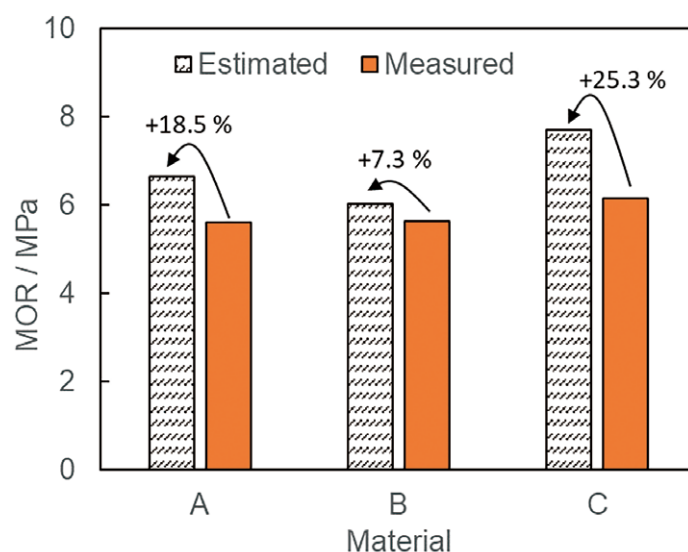 10
8
6
4
2
0
MOR / MPa
Estimated
Measured
+18.5 %
+7.3 %
+25.3 %
A
B
C
Material